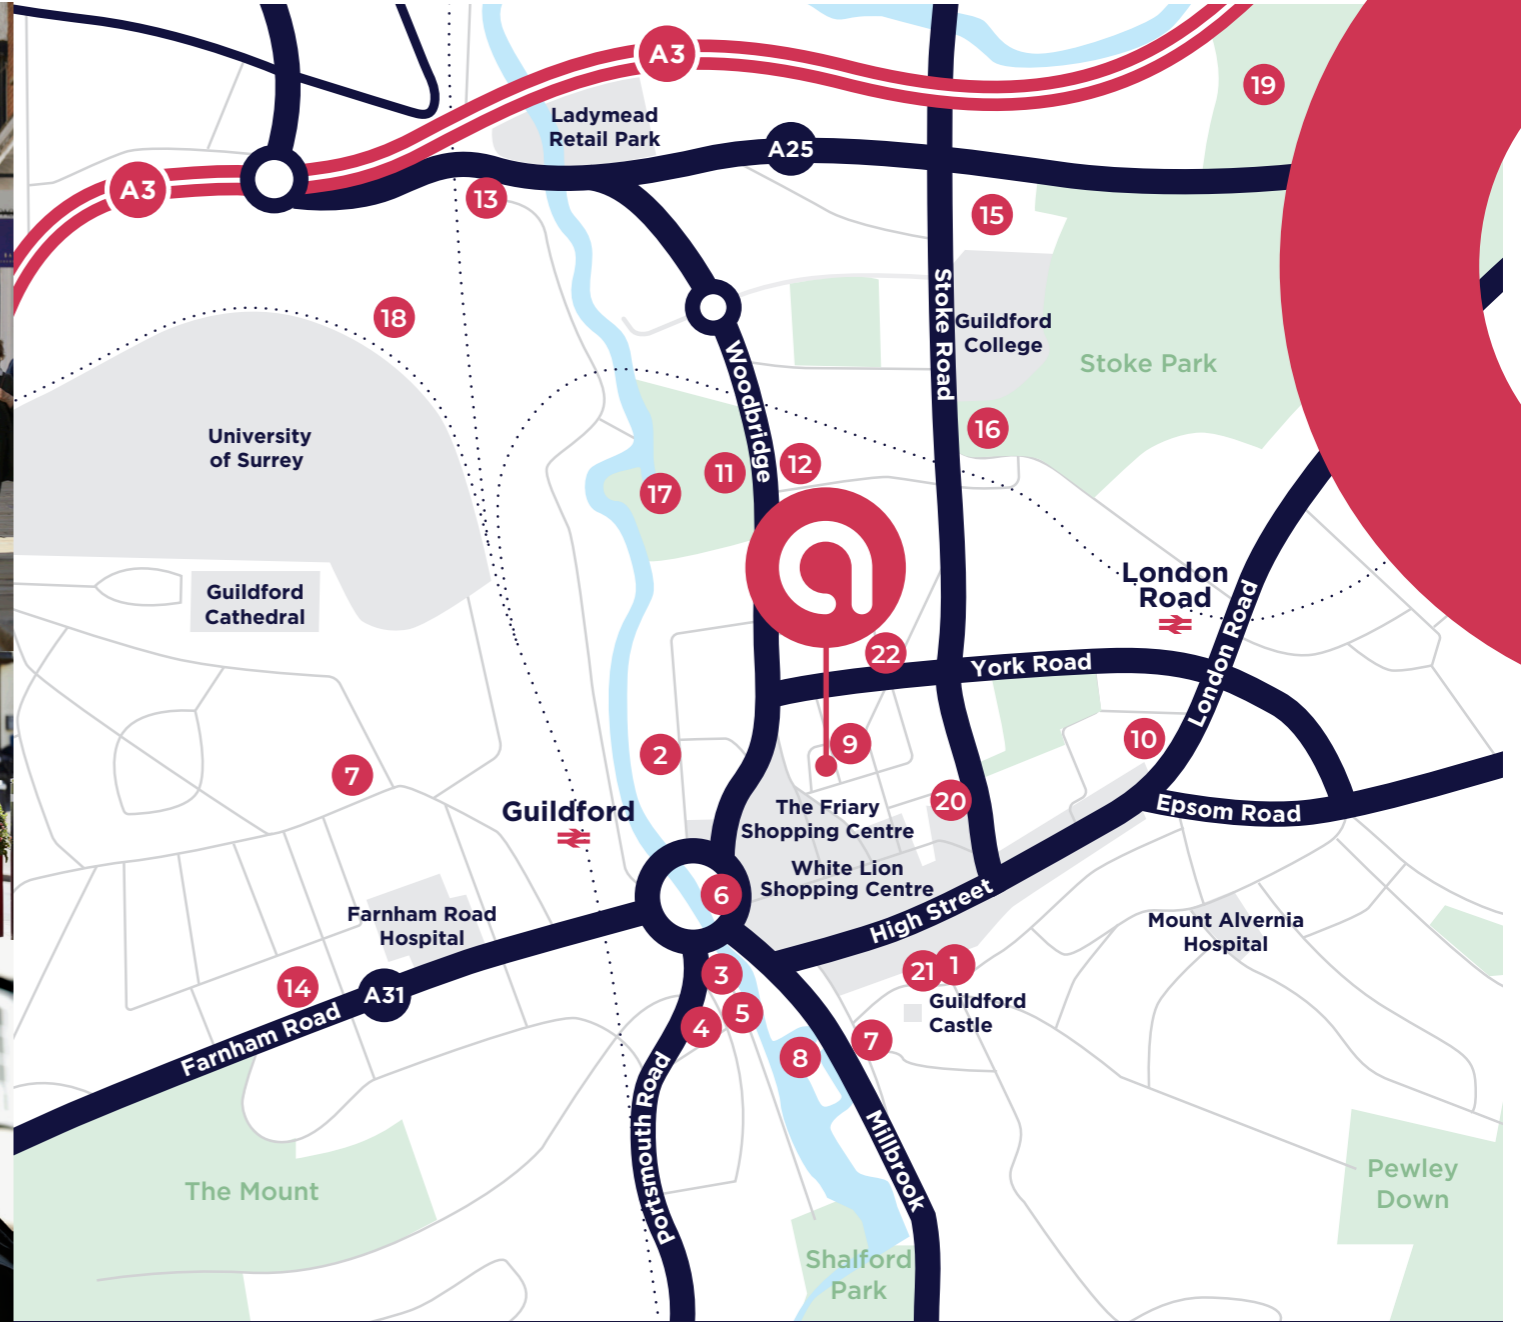 A3
19
Ladymead
Retail Park
A25
A3
13
15
18
Stoke Road
Guildford
College
Stoke Park
Woodbridge
16
University
of Surrey
12
11
17
London
Road
Guildford
Cathedral
London Road
22
York Road
10
2
9
7
20
Guildford
The Friary
Shopping Centre
Epsom Road
White Lion
Shopping Centre
6
High Street
Farnham Road
Hospital
Mount Alvernia
Hospital
21
1
3
14
A31
Guildford
Castle
5
4
Farnham Road
7
8
Portsmouth Road
Millbrook
The Mount
Pewley
Down
Shalford
Park